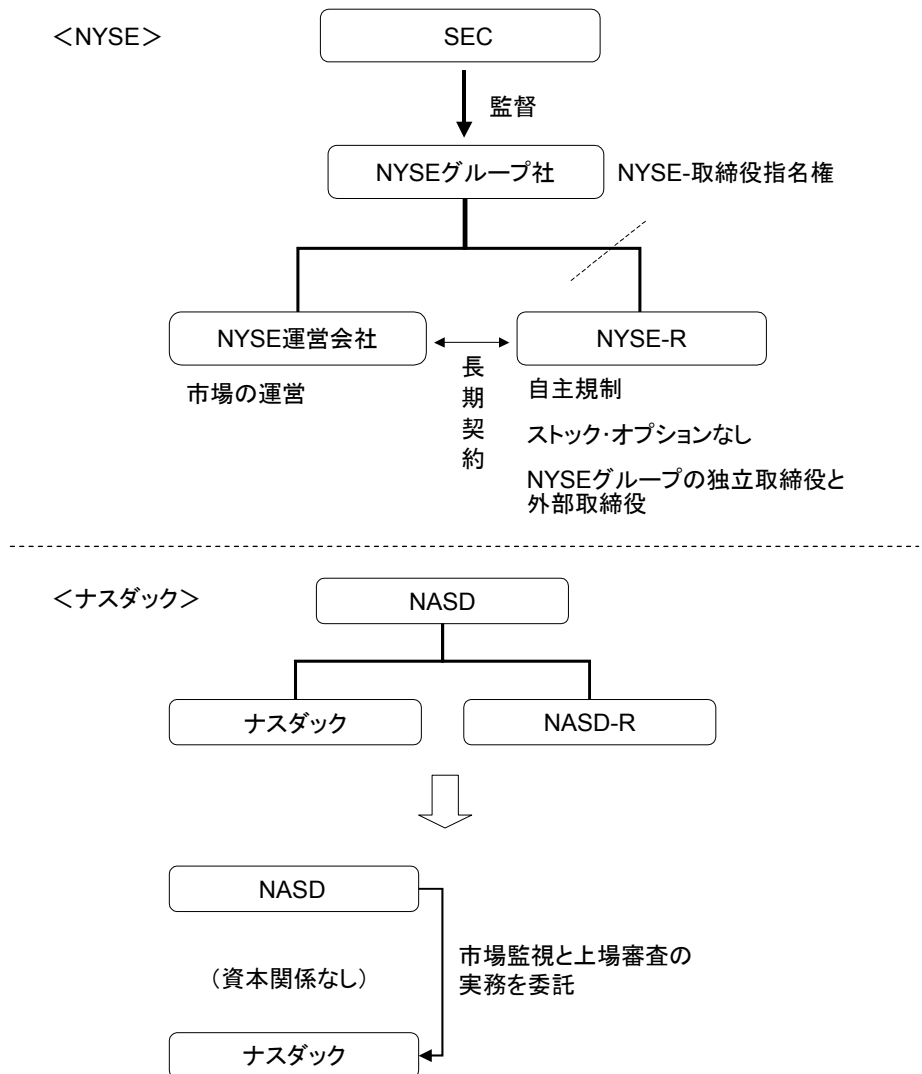 ＜NYSE＞
SEC
監督
NYSEグループ社
NYSE-取締役指名権
NYSE運営会社
NYSE-R
市場の運営
長期契約
自主規制
ストック･オプションなし
NYSEグループの独立取締役と
外部取締役
＜ナスダック＞
NASD
ナスダック
NASD-R
NASD
（資本関係なし）
市場監視と上場審査の
実務を委託
ナスダック